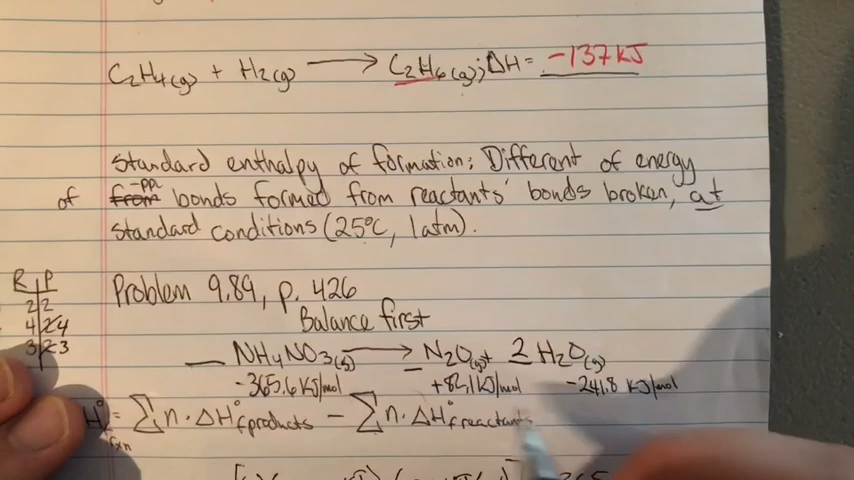 C2H4(g) + H2(g) → C2H6(g); ΔH = -137 KJ
Standard enthalpy of formation: Different of energy
of from bonds formed from reactants' bonds broken, at
standard conditions (25°C, 1atm).
R | P
2 | 2
4 | 4
3 | 3
Problem 9.89, p. 426
Balance first
NH4NO3(s) → N2O(g) + 2 H2O(g)
-365.6 KJ/mol +82.1 KJ/mol -241.8 KJ/mol
H°rxn = Σn·ΔH°f products - Σn·ΔH°f reactants